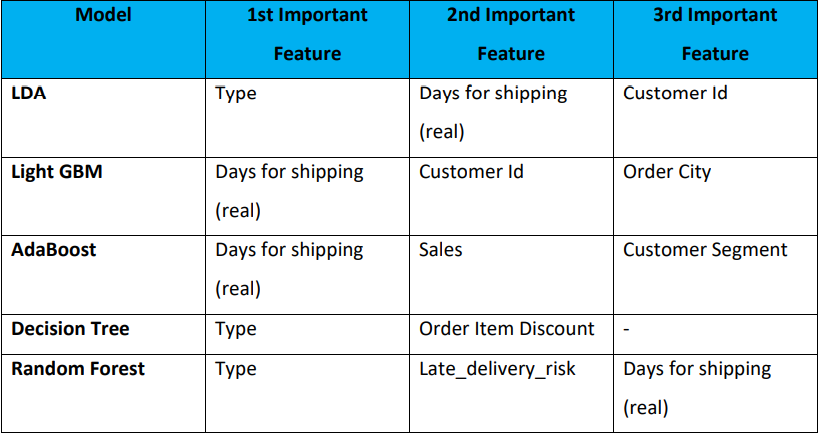 Model 1st Important 2nd Important 3rd Important
Feature Feature Feature
LDA Type Days for shipping Customer Id
(real)
Light GBM Days for shipping Customer Id Order City
(real)
AdaBoost Days for shipping Sales Customer Segment
(real)
Decision Tree Type Order Item Discount -
Random Forest Type Late_delivery_risk Days for shipping
(real)